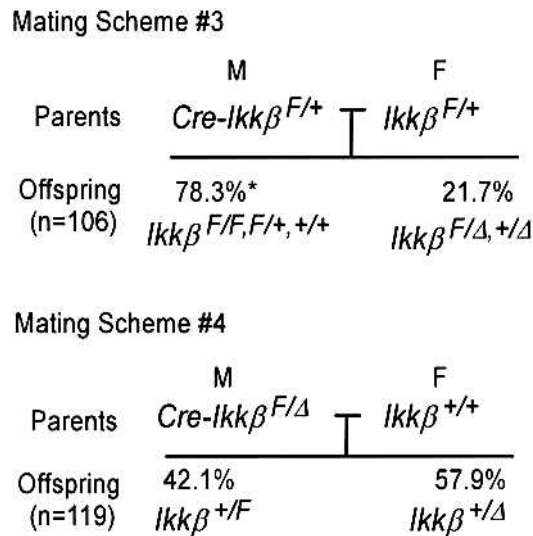 Mating Scheme #3
M F
Parents Cre-Ikkβ^F/+ Ikkβ^F/+
Offspring 78.3%* 21.7%
(n=106) Ikkβ^F/F,F/+,+/+ Ikkβ^F/Δ,+/Δ
Mating Scheme #4
M F
Parents Cre-Ikkβ^F/Δ Ikkβ^+/+
Offspring 42.1% 57.9%
(n=119) Ikkβ^+/F Ikkβ^+/Δ